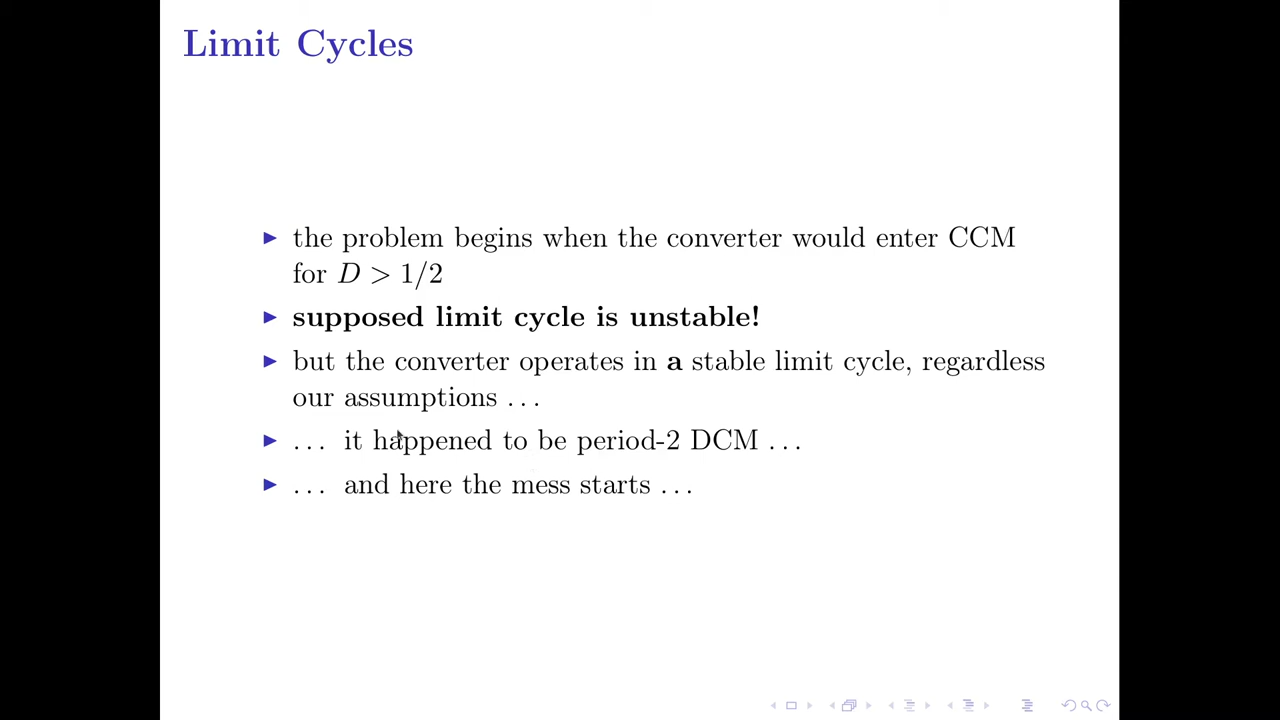 Limit Cycles
▶ the problem begins when the converter would enter CCM
for D > 1/2
▶ supposed limit cycle is unstable!
▶ but the converter operates in a stable limit cycle, regardless
our assumptions ...
▶ ... it happened to be period-2 DCM ...
▶ ... and here the mess starts ...